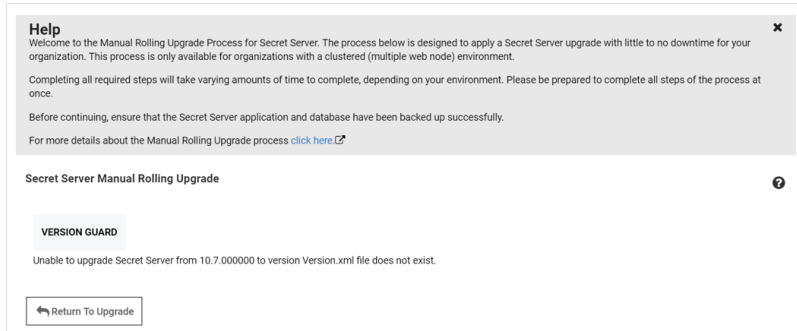 Help
Welcome to the Manual Rolling Upgrade Process for Secret Server. The process below is designed to apply a Secret Server upgrade with little to no downtime for your
organization. This process is only available for organizations with a clustered (multiple web node) environment.
Completing all required steps will take varying amounts of time to complete, depending on your environment. Please be prepared to complete all steps of the process at
once.
Before continuing, ensure that the Secret Server application and database have been backed up successfully.
For more details about the Manual Rolling Upgrade process click here.
Secret Server Manual Rolling Upgrade
VERSION GUARD
Unable to upgrade Secret Server from 10.7.000000 to version Version.xml file does not exist.
Return To Upgrade